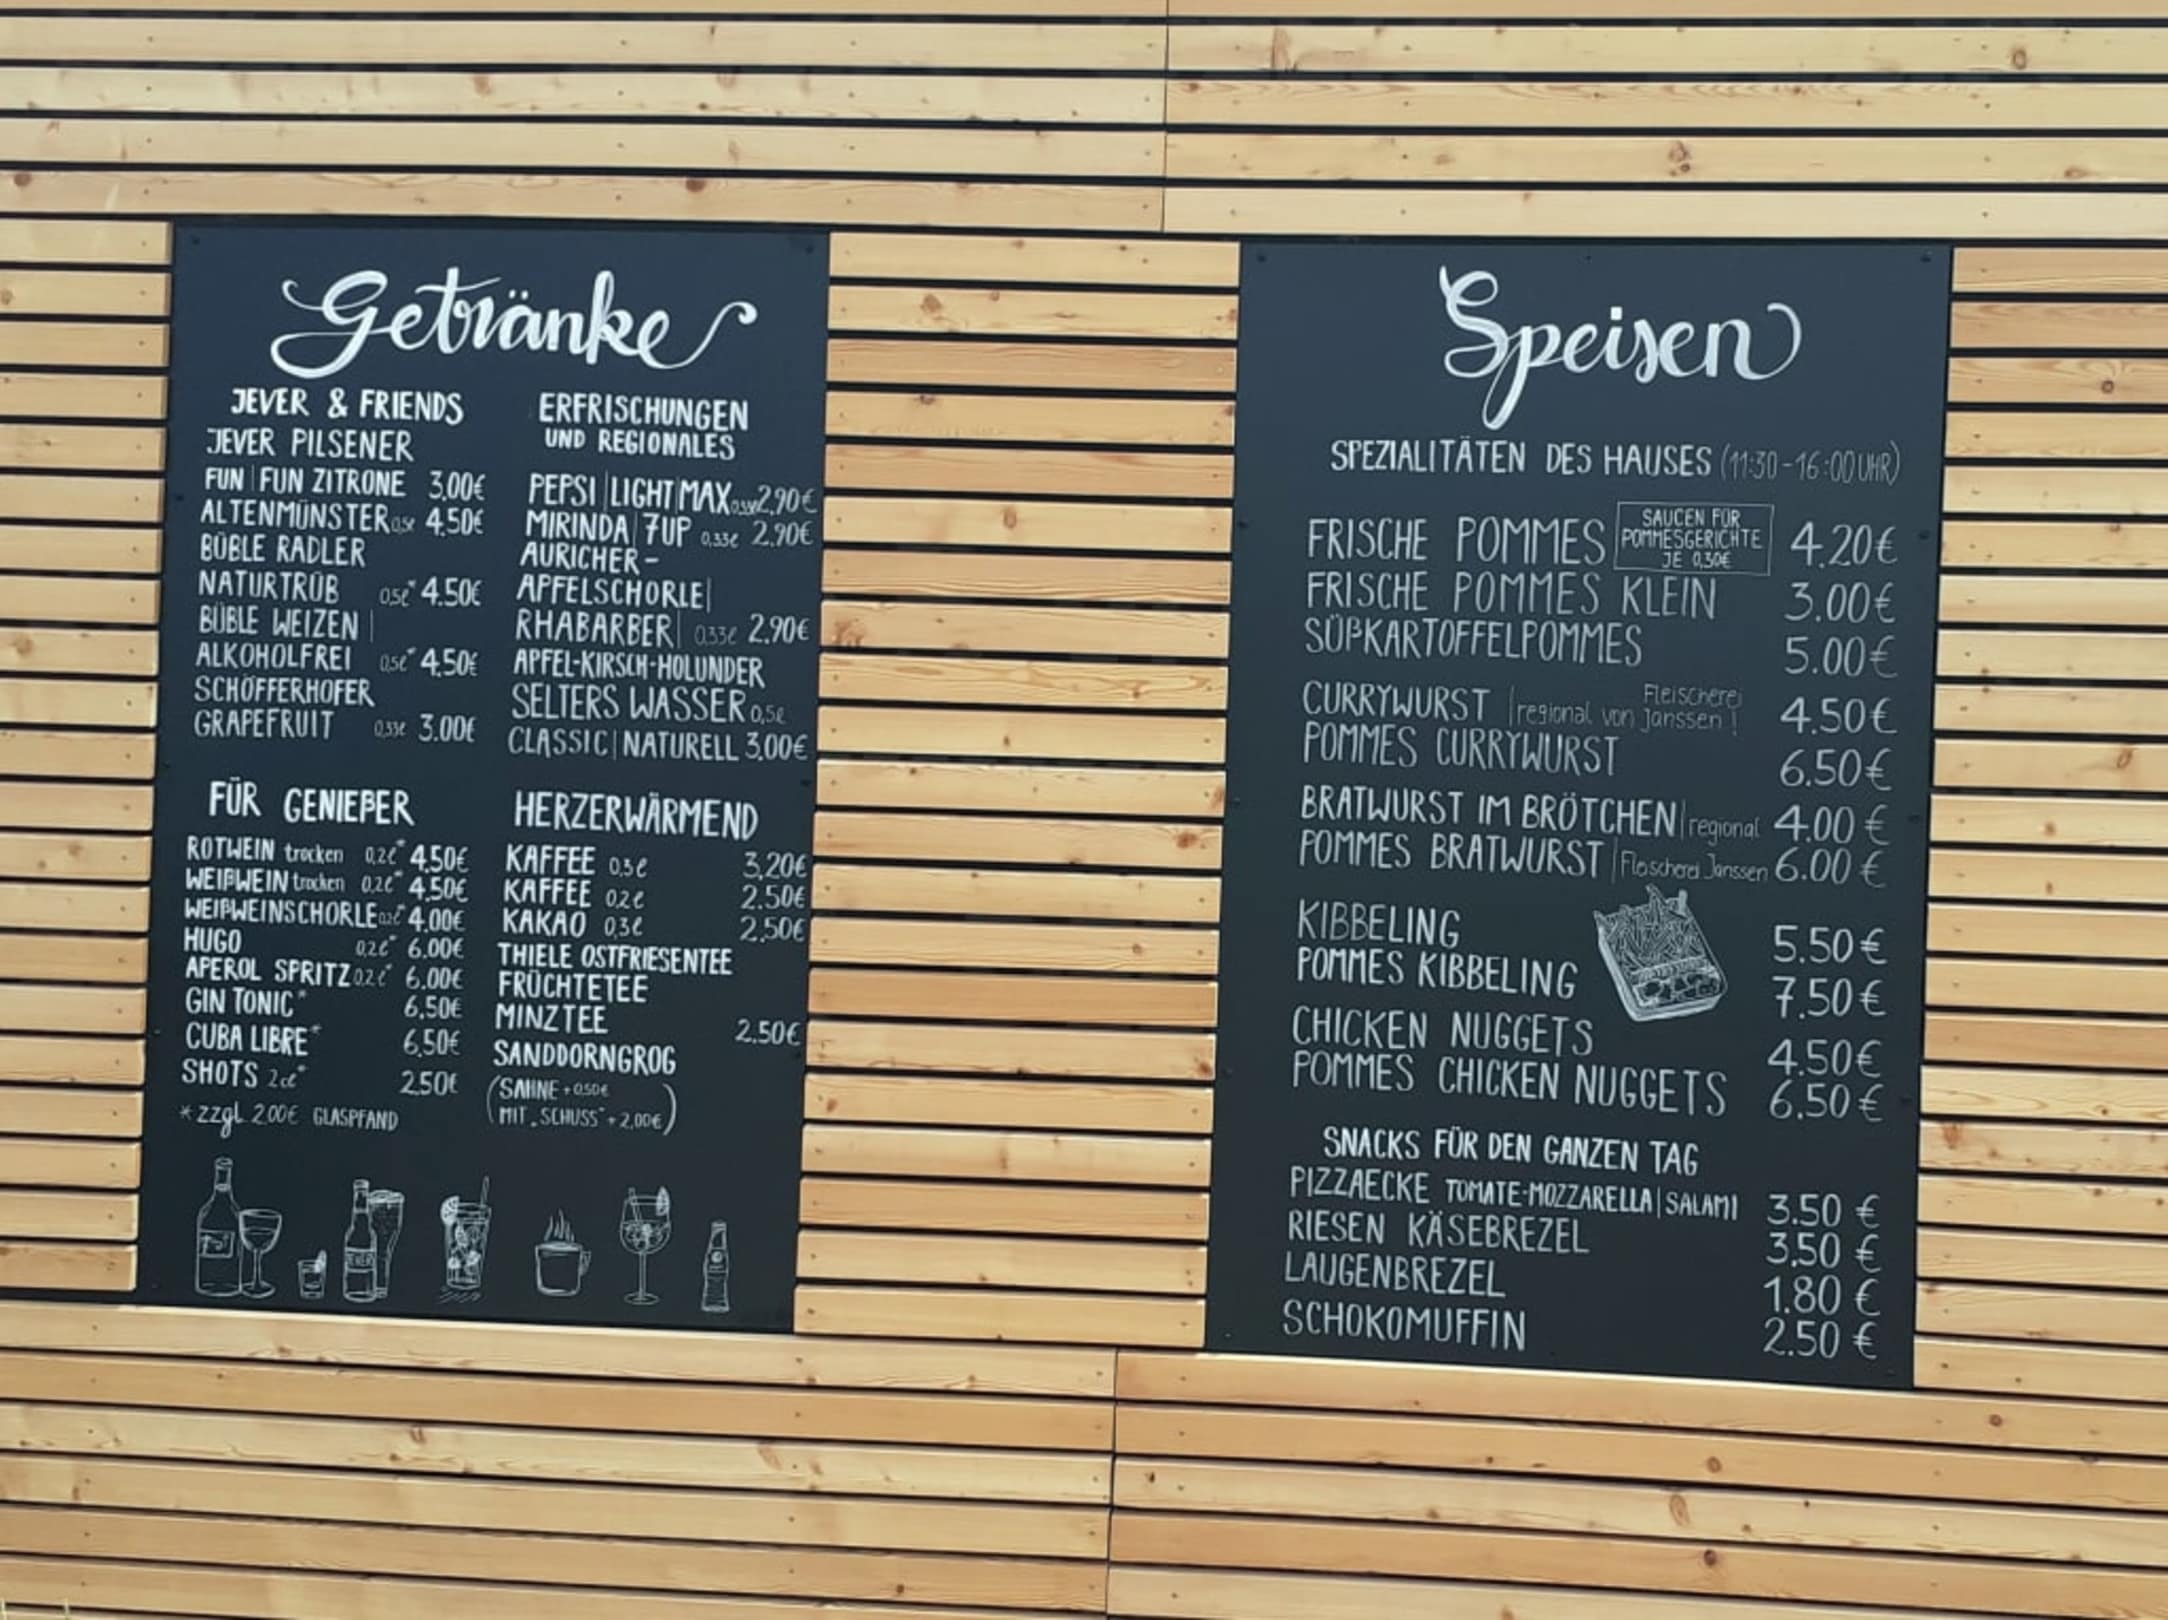 Getränke
JEVER & FRIENDS
JEVER PILSENER
FUN | FUN ZITRONE 3.00€
ALTENMÜNSTER 0,5ℓ 4.50€
BÜBLE RADLER
NATURTRÜB 0,5ℓ* 4.50€
BÜBLE WEIZEN |
ALKOHOLFREI 0,5ℓ* 4.50€
SCHÖFFERHOFER
GRAPEFRUIT 0,33ℓ 3.00€
ERFRISCHUNGEN
UND REGIONALES
PEPSI | LIGHT | MAX 0,33ℓ 2.90€
MIRINDA | 7UP 0,33ℓ 2.90€
AURICHER-
APFELSCHORLE |
RHABARBER | 0,33ℓ 2.90€
APFEL-KIRSCH-HOLUNDER
SELTERS WASSER 0,5ℓ
CLASSIC | NATURELL 3,00€
FÜR GENIEßER
ROTWEIN trocken 0,2ℓ* 4.50€
WEIßWEIN trocken 0,2ℓ* 4.50€
WEIßWEINSCHORLE 0,2ℓ* 4.00€
HUGO 0,2ℓ* 6.00€
APEROL SPRITZ 0,2ℓ* 6.00€
GIN TONIC* 6,50€
CUBA LIBRE* 6,50€
SHOTS 2cℓ* 2.50€
* zzgl. 2.00€ GLASPFAND
HERZERWÄRMEND
KAFFEE 0,3ℓ 3,20€
KAFFEE 0,2ℓ 2.50€
KAKAO 0,3ℓ 2,50€
THIELE OSTFRIESENTEE
FRÜCHTETEE
MINZTEE 2.50€
SANDDORNGROG
(SAHNE +0,50€
MIT „SCHUSS" +2,00€)
JEVER
Speisen
SPEZIALITÄTEN DES HAUSES (11:30-16:00 UHR)
FRISCHE POMMES 4.20€
SAUCEN FÜR
POMMESGERICHTE
JE 0,30€
FRISCHE POMMES KLEIN 3.00€
SÜßKARTOFFELPOMMES 5.00€
CURRYWURST | regional von Fleischerei Janssen | 4.50€
POMMES CURRYWURST 6.50€
BRATWURST IM BRÖTCHEN | regional 4.00 €
POMMES BRATWURST | Fleischerei Janssen 6.00 €
KIBBELING 5.50€
POMMES KIBBELING 7.50€
CHICKEN NUGGETS 4.50€
POMMES CHICKEN NUGGETS 6.50€
SNACKS FÜR DEN GANZEN TAG
PIZZAECKE TOMATE-MOZZARELLA | SALAMI 3.50 €
RIESEN KÄSEBREZEL 3,50 €
LAUGENBREZEL 1.80 €
SCHOKOMUFFIN 2.50 €